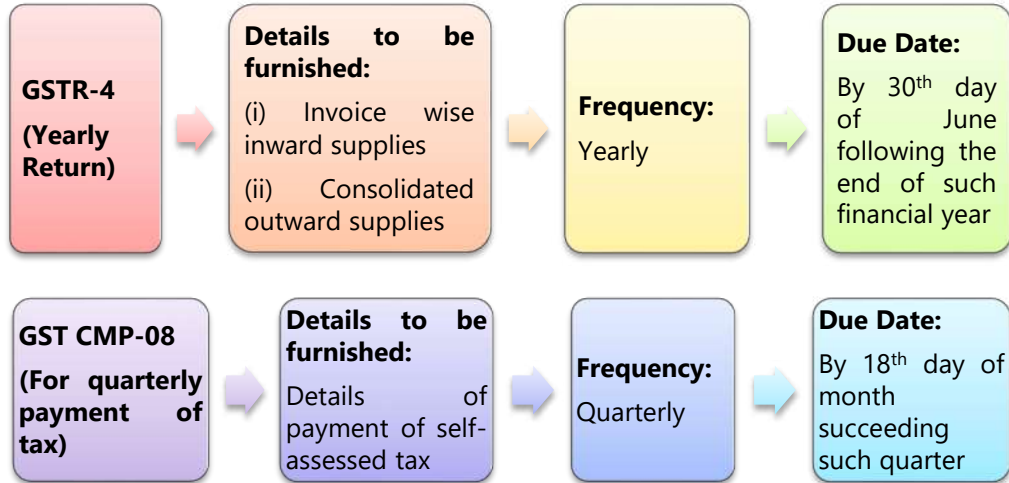 GSTR-4
(Yearly
Return)
Details to be
furnished:
(i) Invoice wise
inward supplies
(ii) Consolidated
outward supplies
Frequency:
Yearly
Due Date:
By 30th day
of June
following the
end of such
financial year
GST CMP-08
(For quarterly
payment of
tax)
Details to be
furnished:
Details of
payment of self-
assessed tax
Frequency:
Quarterly
Due Date:
By 18th day of
month
succeeding
such quarter